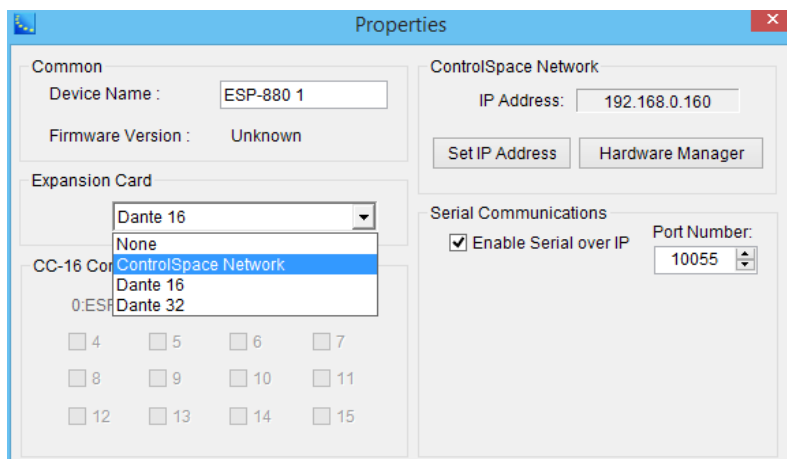 Properties
Common
Device Name :
ESP-880 1
Firmware Version :
Unknown
Expansion Card
Dante 16
None
ControlSpace Network
Dante 16
Dante 32
CC-16 Cor
0:ESF
4
5
6
7
8
9
10
11
12
13
14
15
ControlSpace Network
IP Address:
192.168.0.160
Set IP Address
Hardware Manager
Serial Communications
Enable Serial over IP
Port Number:
10055